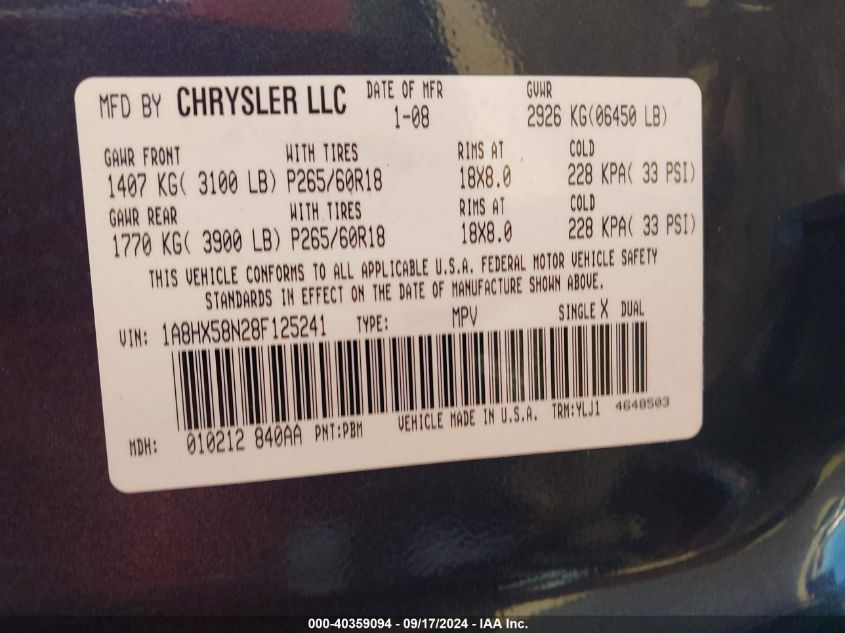 MFD BY CHRYSLER LLC DATE OF MFR GVWR
1-08 2926 KG(06450 LB)
GAWR FRONT WITH TIRES RIMS AT COLD
1407 KG( 3100 LB) P265/60R18 18X8.0 228 KPA( 33 PSI)
GAWR REAR WITH TIRES RIMS AT COLD
1770 KG( 3900 LB) P265/60R18 18X8.0 228 KPA( 33 PSI)
THIS VEHICLE CONFORMS TO ALL APPLICABLE U.S.A. FEDERAL MOTOR VEHICLE SAFETY
STANDARDS IN EFFECT ON THE DATE OF MANUFACTURE SHOWN ABOVE.
VIN: 1A8HX58N28F125241 TYPE: MPV SINGLE X DUAL
MDH: 010212 840AA PNT:PBM VEHICLE MADE IN U.S.A. TRM:YLJ1 4648503
000-40359094 - 09/17/2024 - IAA Inc.